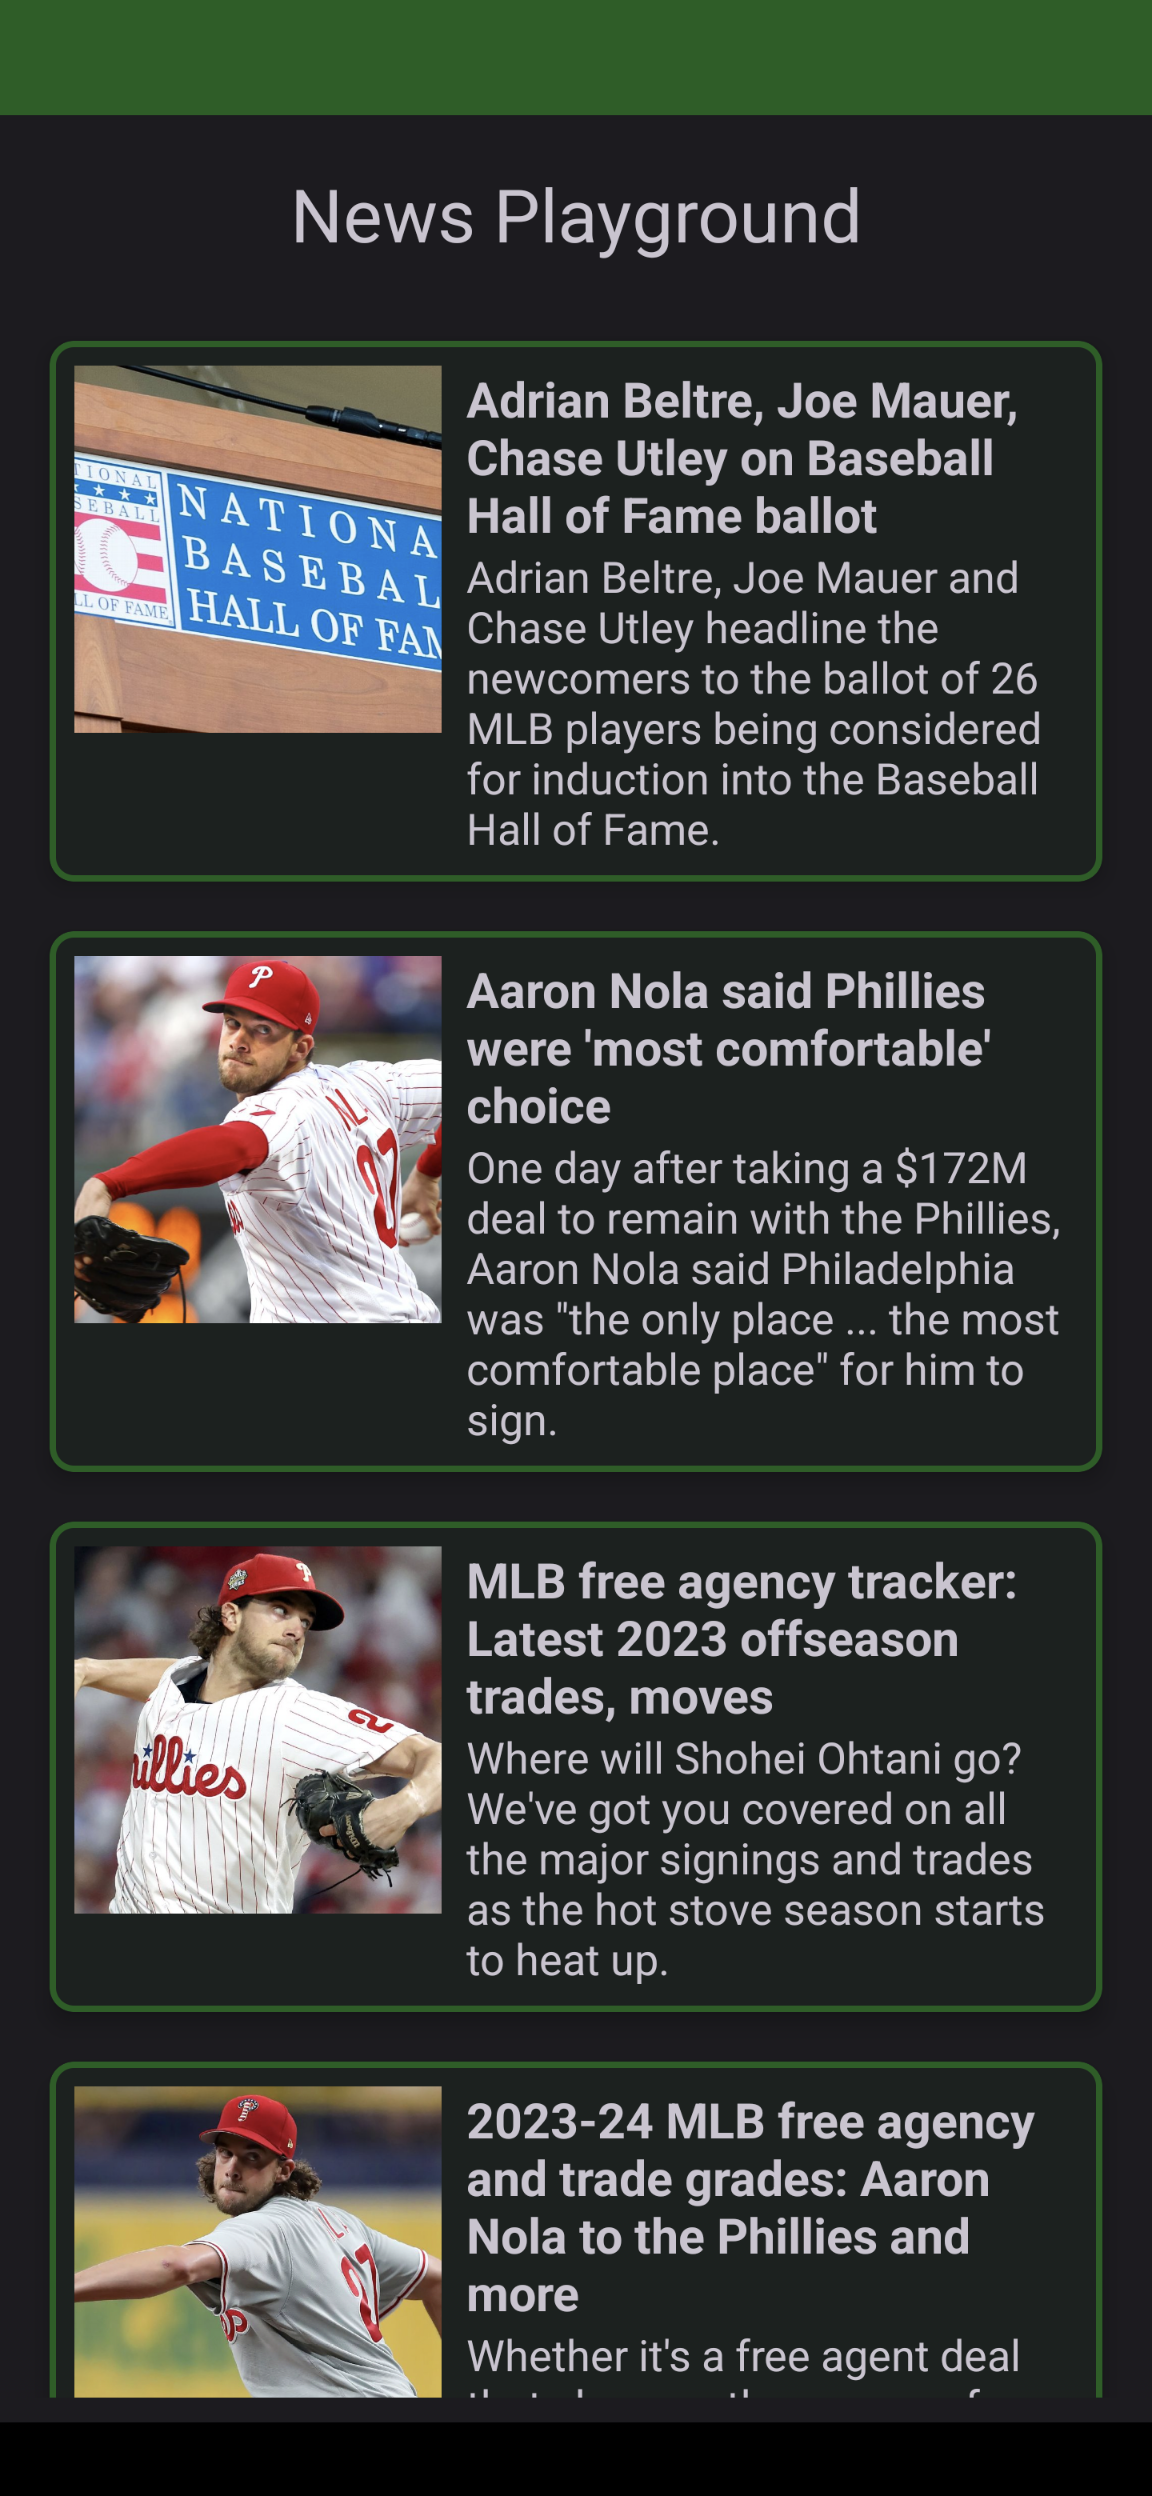 News Playground
Adrian Beltre, Joe Mauer,
Chase Utley on Baseball
Hall of Fame ballot
Adrian Beltre, Joe Mauer and
Chase Utley headline the
newcomers to the ballot of 26
MLB players being considered
for induction into the Baseball
Hall of Fame.
TIONAL
SEBALL
LL OF FAME
NATIONA
BASEBAL
HALL OF FAM
Aaron Nola said Phillies
were 'most comfortable'
choice
One day after taking a $172M
deal to remain with the Phillies,
Aaron Nola said Philadelphia
was "the only place ... the most
comfortable place" for him to
sign.
P
MLB free agency tracker:
Latest 2023 offseason
trades, moves
Where will Shohei Ohtani go?
We've got you covered on all
the major signings and trades
as the hot stove season starts
to heat up.
P
hillies
2
2023-24 MLB free agency
and trade grades: Aaron
Nola to the Phillies and
more
Whether it's a free agent deal
P